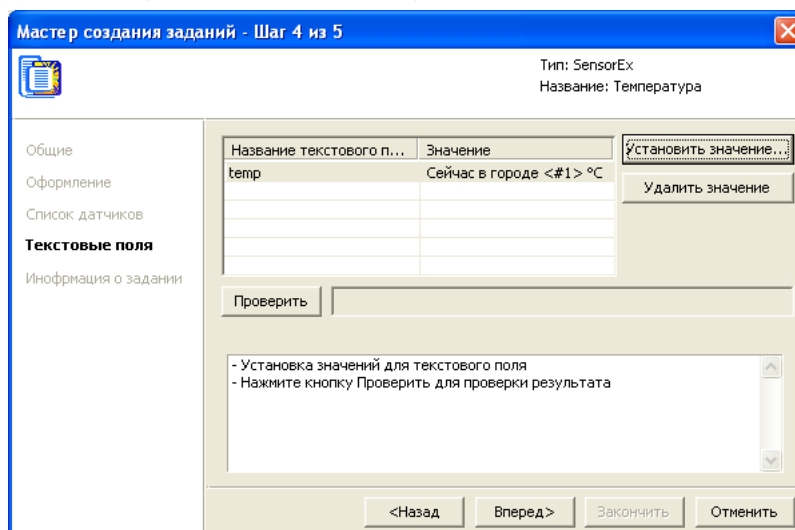 Мастер создания заданий - Шаг 4 из 5
Тип: SensorEx
Название: Температура
Общие
Оформление
Список датчиков
Текстовые поля
Инофрмация о задании
Название текстового п... Значение
temp Сейчас в городе <#1> °C
Установить значение...
Удалить значение
Проверить
- Установка значений для текстового поля
- Нажмите кнопку Проверить для проверки результата
<Назад Вперед> Закончить Отменить